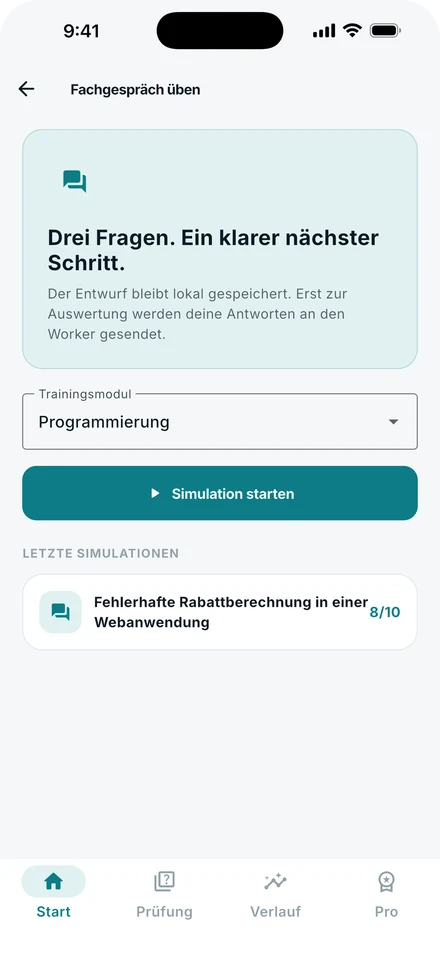 9:41
Fachgespräch üben
Drei Fragen. Ein klarer nächster
Schritt.
Der Entwurf bleibt lokal gespeichert. Erst zur
Auswertung werden deine Antworten an den
Worker gesendet.
Trainingsmodul
Programmierung
Simulation starten
LETZTE SIMULATIONEN
Fehlerhafte Rabattberechnung in einer
Webanwendung
8/10
Start
Prüfung
Verlauf
Pro